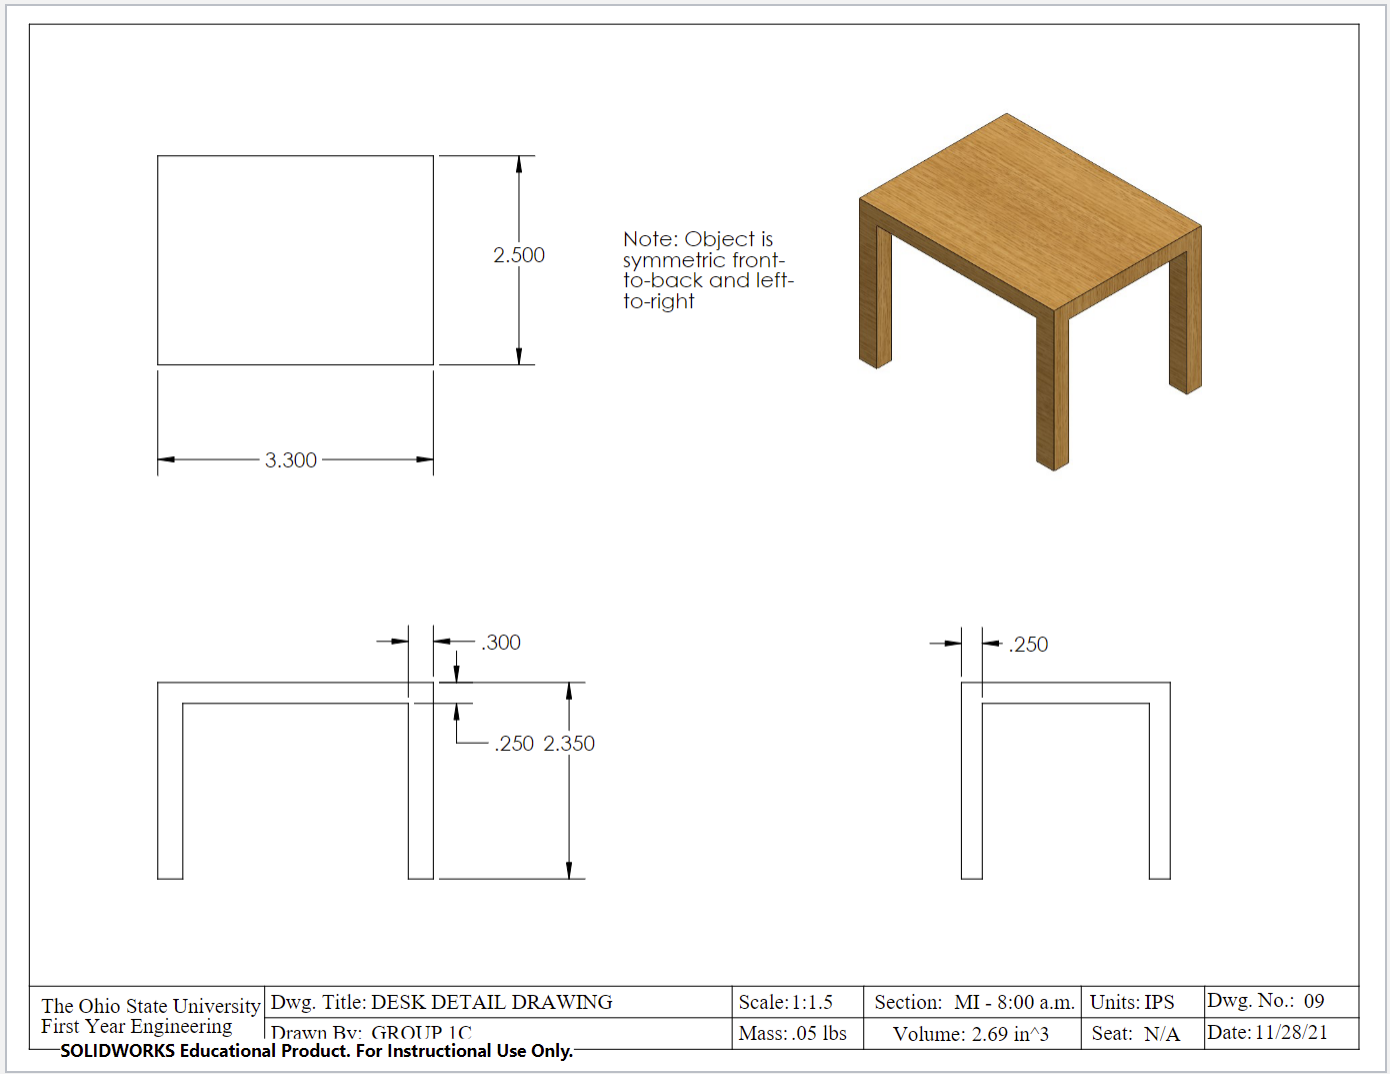 2.500
Note: Object is
symmetric front-
to-back and left-
to-right
3.300
.300
.250
.250 2.350
The Ohio State University
First Year Engineering
Dwg. Title: DESK DETAIL DRAWING
Drawn By: GROUP 1C
Scale: 1:1.5
Mass: .05 lbs
Section: MI - 8:00 a.m.
Volume: 2.69 in^3
Units: IPS
Seat: N/A
Dwg. No.: 09
Date: 11/28/21
SOLIDWORKS Educational Product. For Instructional Use Only.